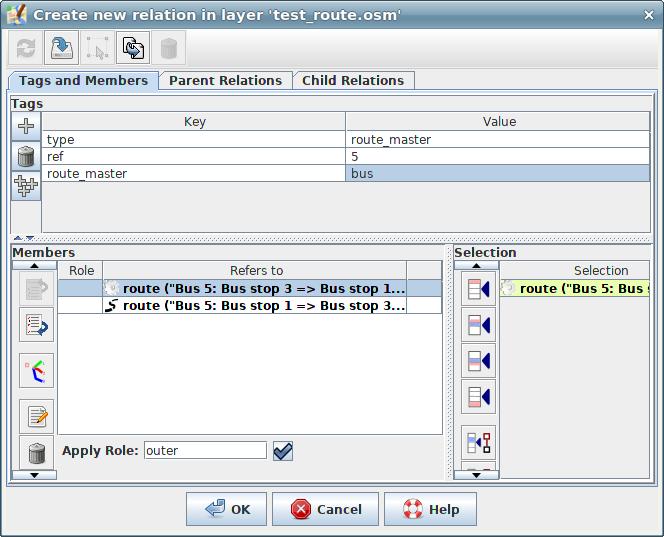 Create new relation in layer 'test_route.osm'
Tags and Members Parent Relations Child Relations
Tags
Key Value
type route_master
ref 5
route_master bus
Members Selection
Role Refers to Selection
route ("Bus 5: Bus stop 3 => Bus stop 1... route ("Bus 5: Bus s
route ("Bus 5: Bus stop 1 => Bus stop 3...
Apply Role: outer
OK Cancel Help